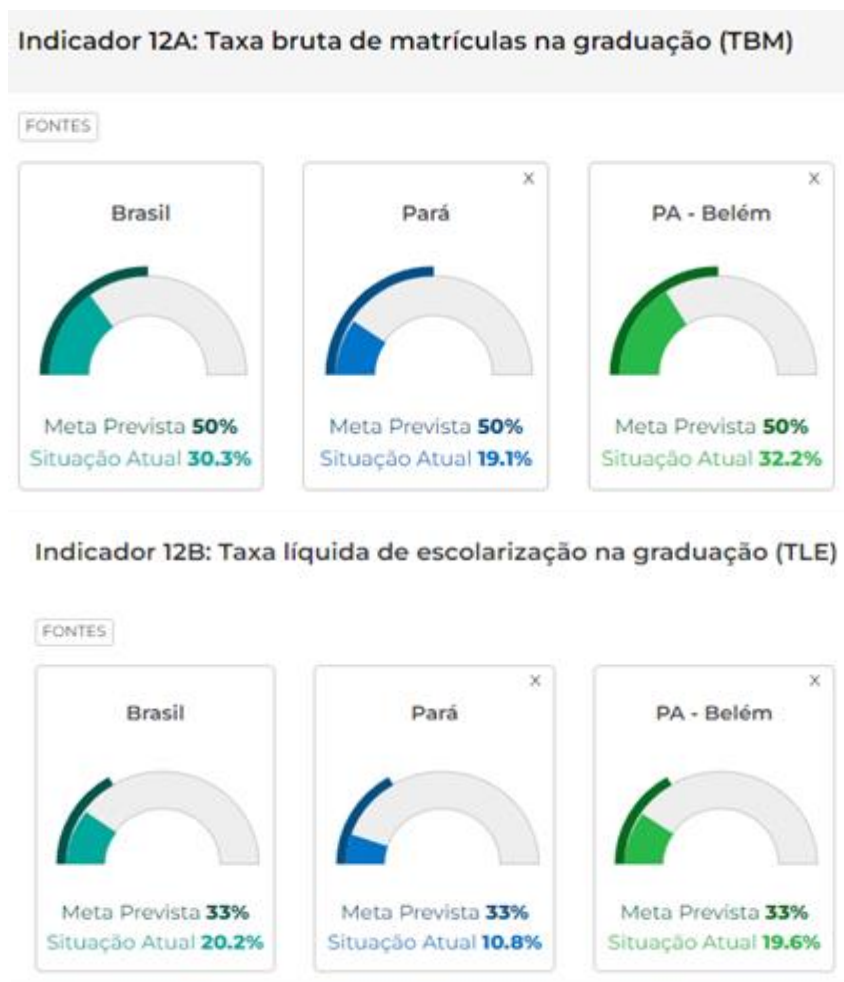 Indicador 12A: Taxa bruta de matrículas na graduação (TBM)
FONTES
Brasil
Meta Prevista 50%
Situação Atual 30.3%
X
Pará
Meta Prevista 50%
Situação Atual 19.1%
X
PA - Belém
Meta Prevista 50%
Situação Atual 32.2%
Indicador 12B: Taxa líquida de escolarização na graduação (TLE)
FONTES
Brasil
Meta Prevista 33%
Situação Atual 20.2%
X
Pará
Meta Prevista 33%
Situação Atual 10.8%
X
PA - Belém
Meta Prevista 33%
Situação Atual 19.6%